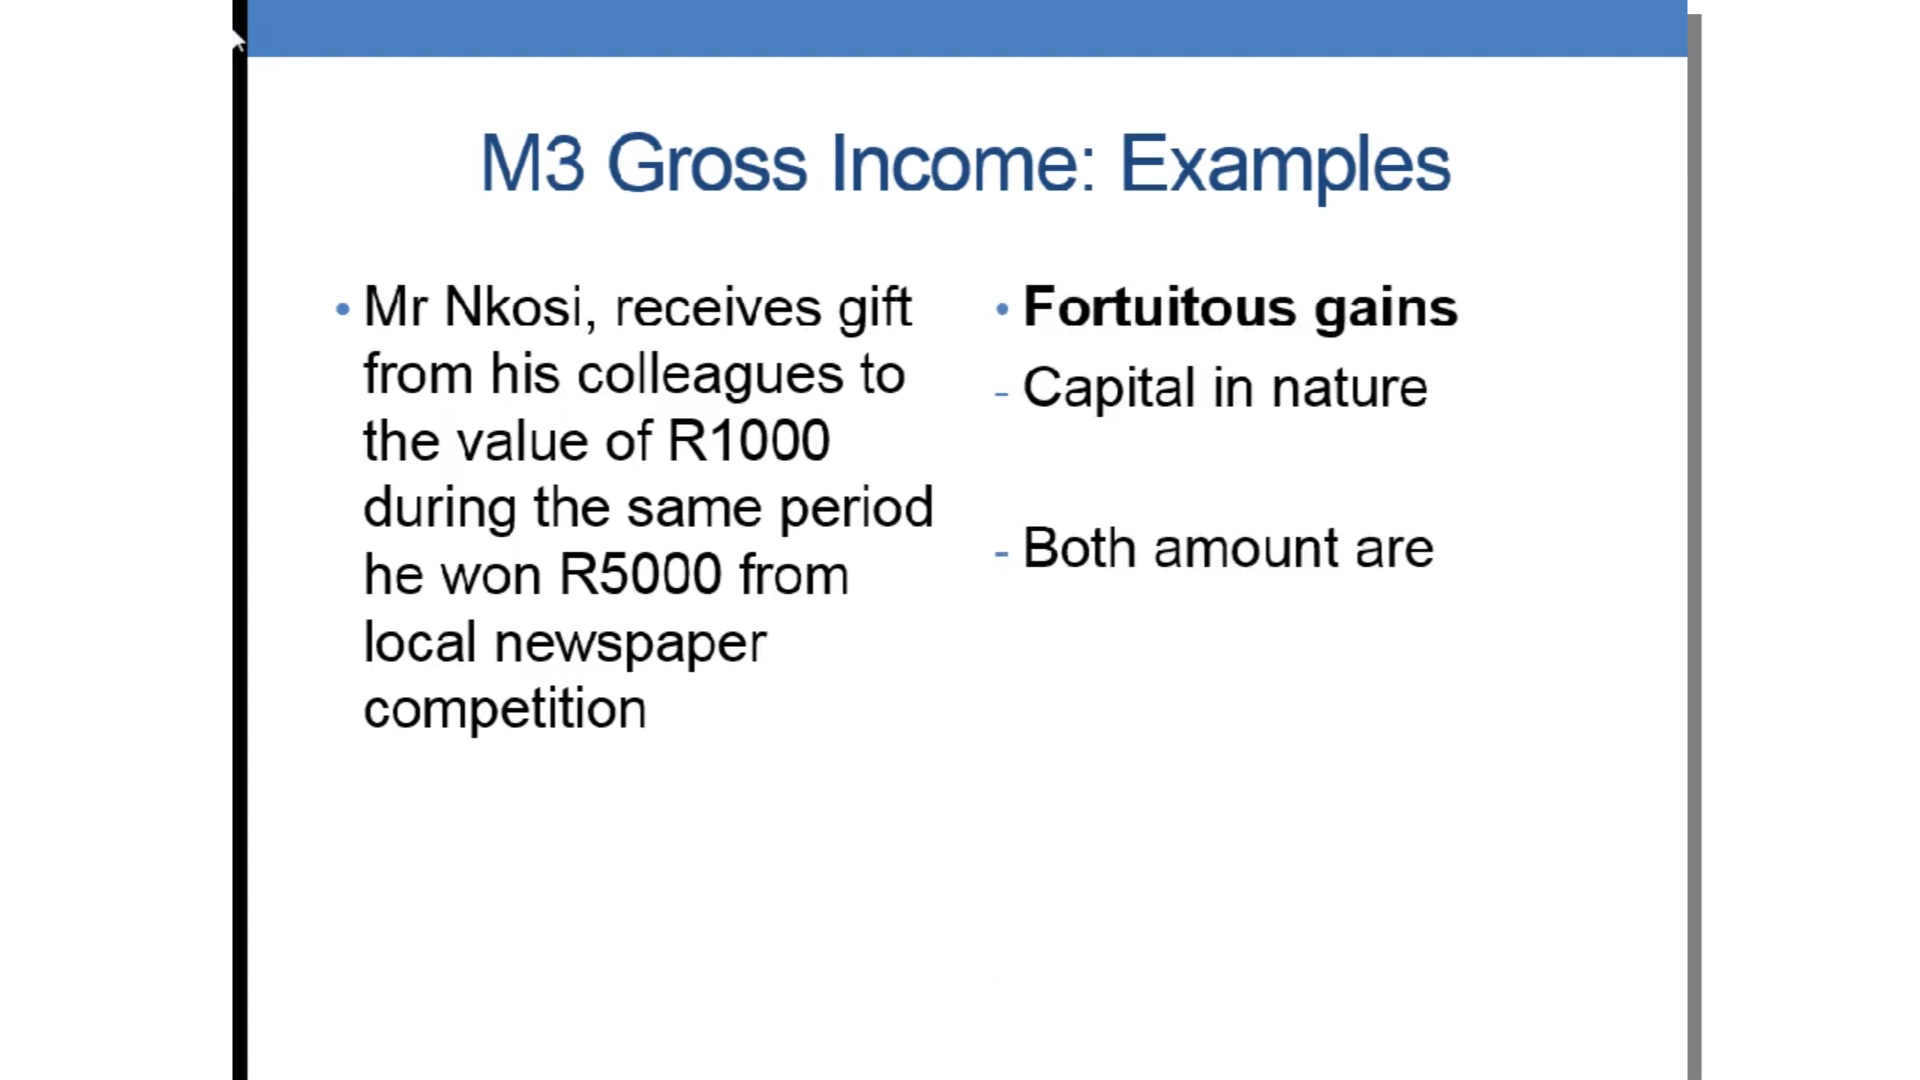 M3 Gross Income: Examples
• Mr Nkosi, receives gift
from his colleagues to
the value of R1000
during the same period
he won R5000 from
local newspaper
competition
• Fortuitous gains
- Capital in nature
- Both amount are